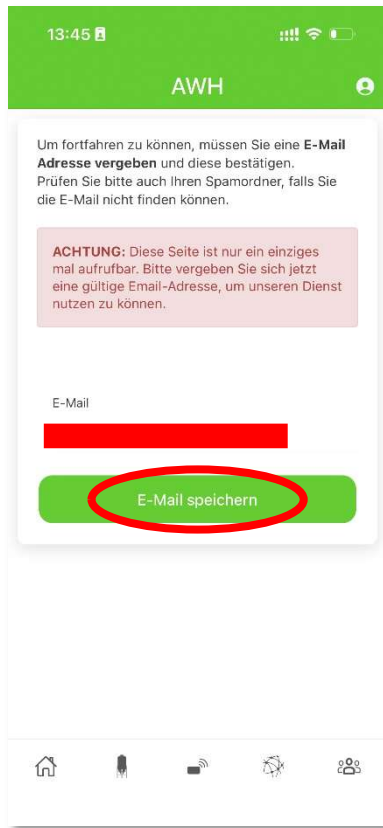 13:45
AWH
Um fortfahren zu können, müssen Sie eine E-Mail
Adresse vergeben und diese bestätigen.
Prüfen Sie bitte auch Ihren Spamordner, falls Sie
die E-Mail nicht finden können.
ACHTUNG: Diese Seite ist nur ein einziges
mal aufrufbar. Bitte vergeben Sie sich jetzt
eine gültige Email-Adresse, um unseren Dienst
nutzen zu können.
E-Mail
E-Mail speichern